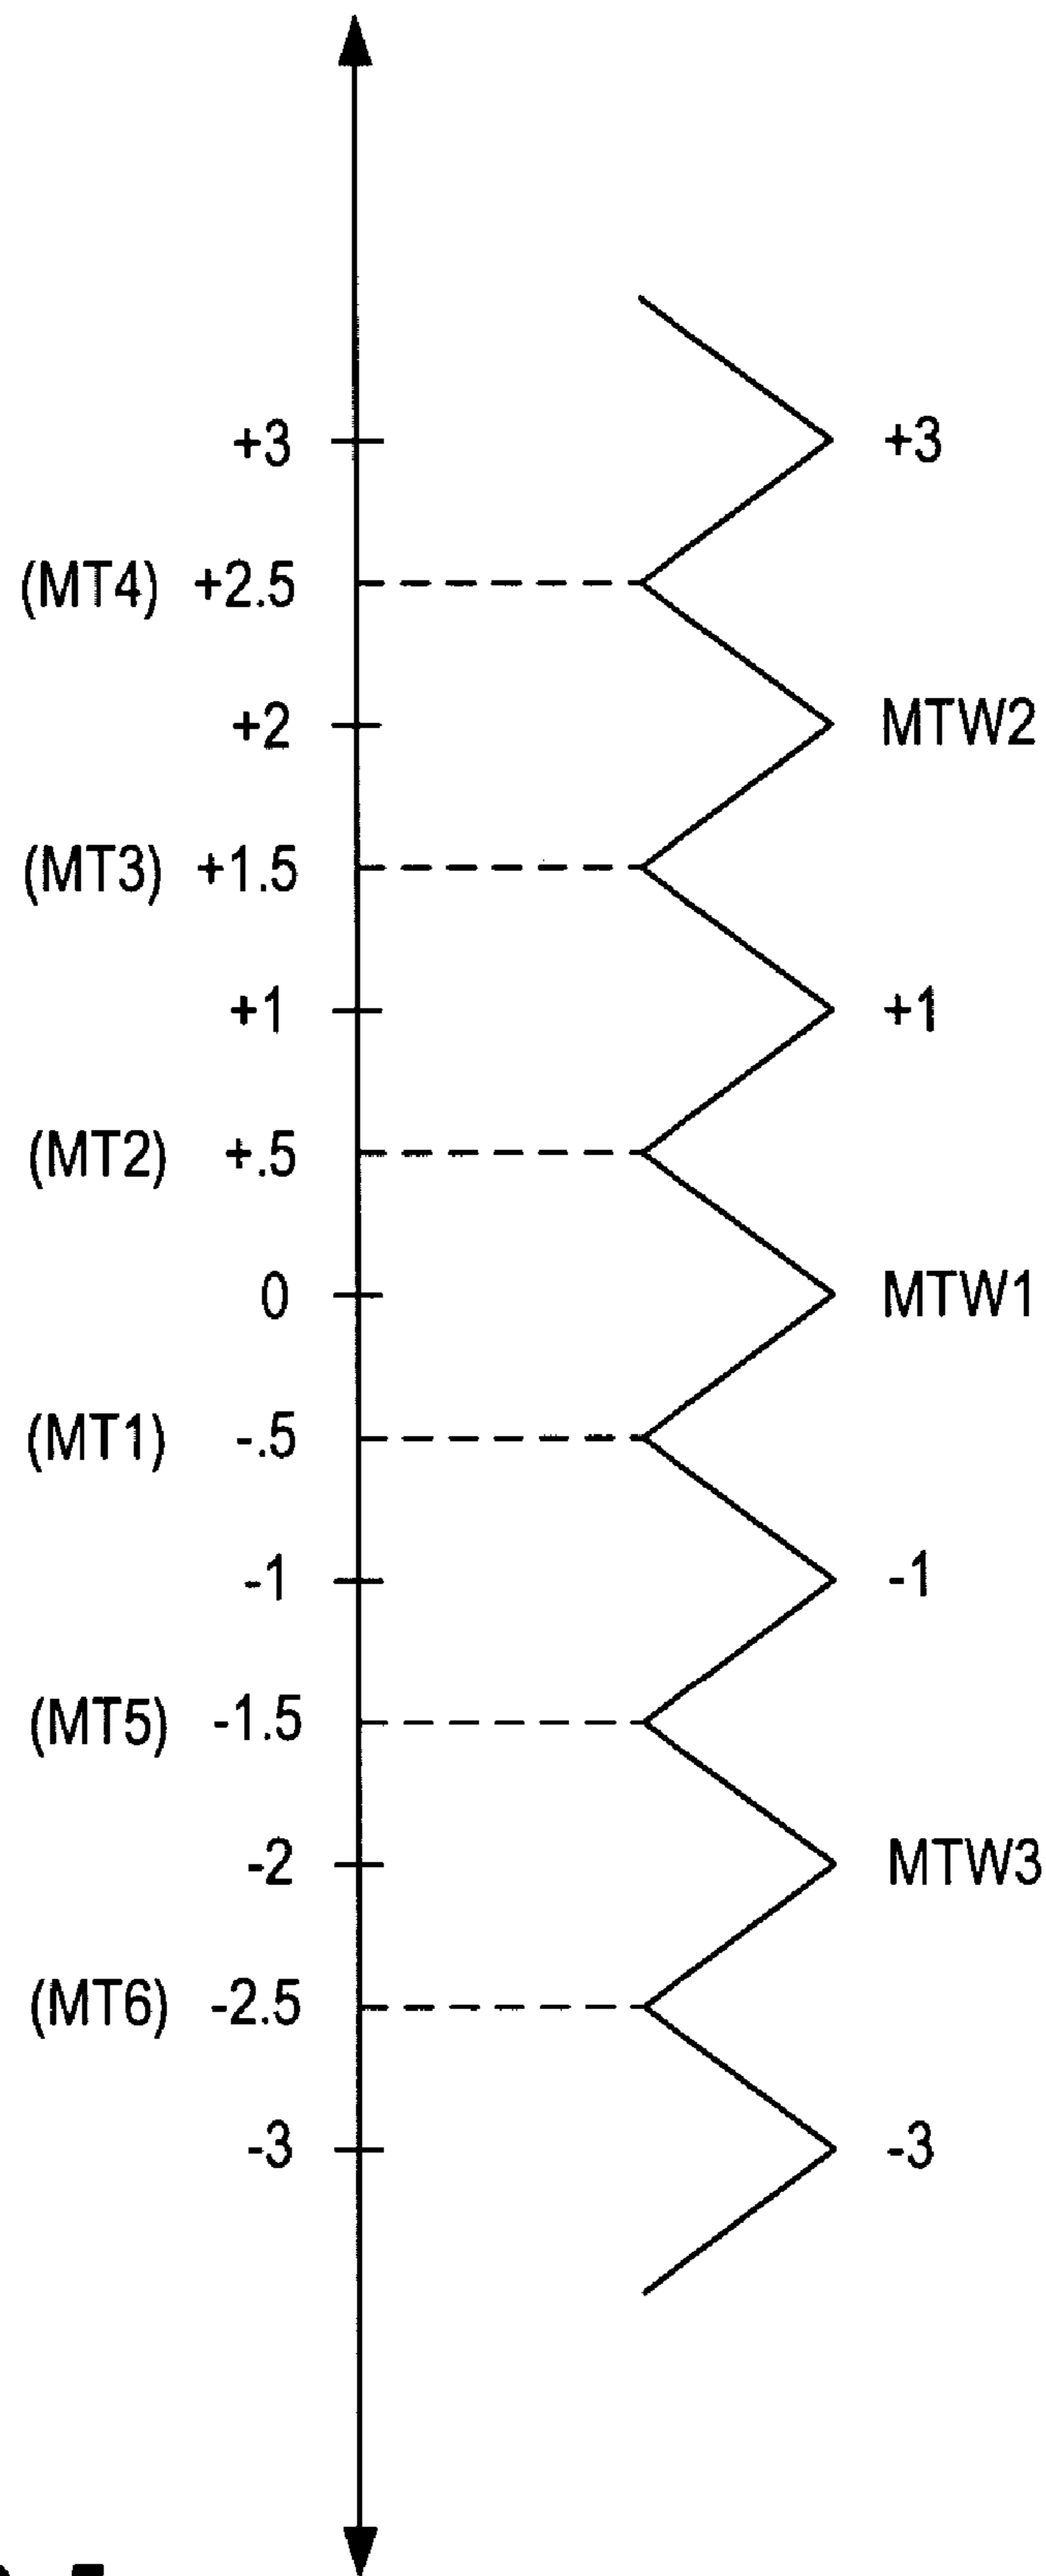 +3 +3
(MT4) +2.5
+2 MTW2
(MT3) +1.5
+1 +1
(MT2) +.5
0 MTW1
(MT1) -.5
-1 -1
(MT5) -1.5
-2 MTW3
(MT6) -2.5
-3 -3